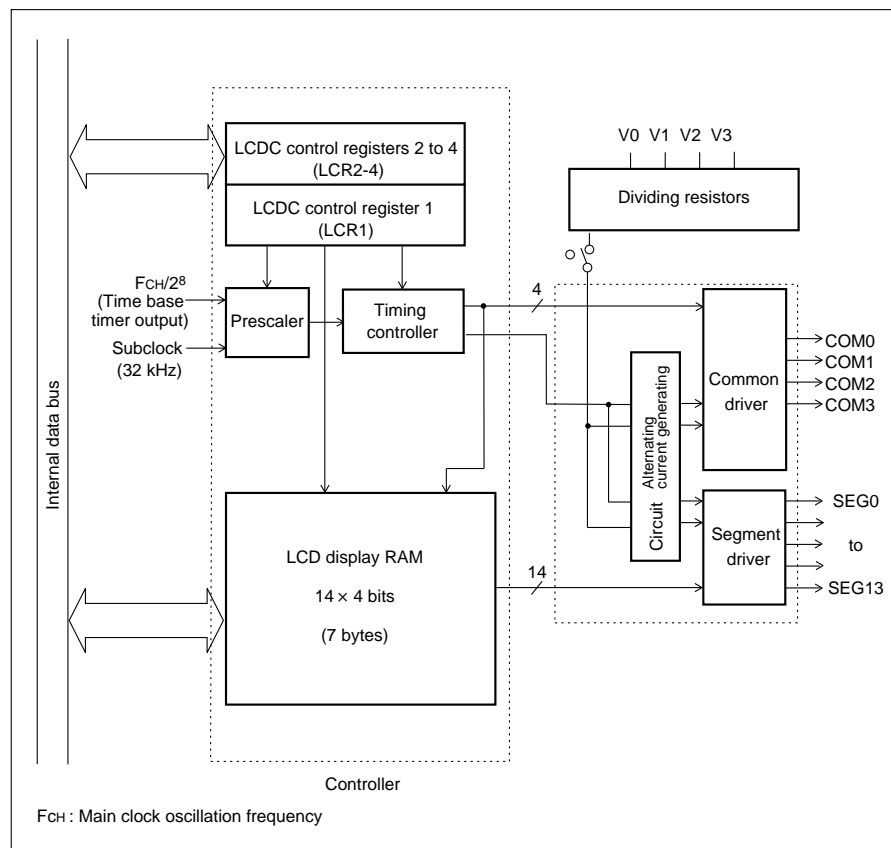 Internal data bus
LCDC control registers 2 to 4
(LCR2-4)
LCDC control register 1
(LCR1)
FCH/2⁸
(Time base
timer output)
Subclock
(32 kHz)
Prescaler
Timing
controller
V0 V1 V2 V3
Dividing resistors
4
Alternating
current generating
Circuit
Common
driver
COM0
COM1
COM2
COM3
LCD display RAM
14 × 4 bits
(7 bytes)
14
Segment
driver
SEG0
to
SEG13
Controller
FCH : Main clock oscillation frequency